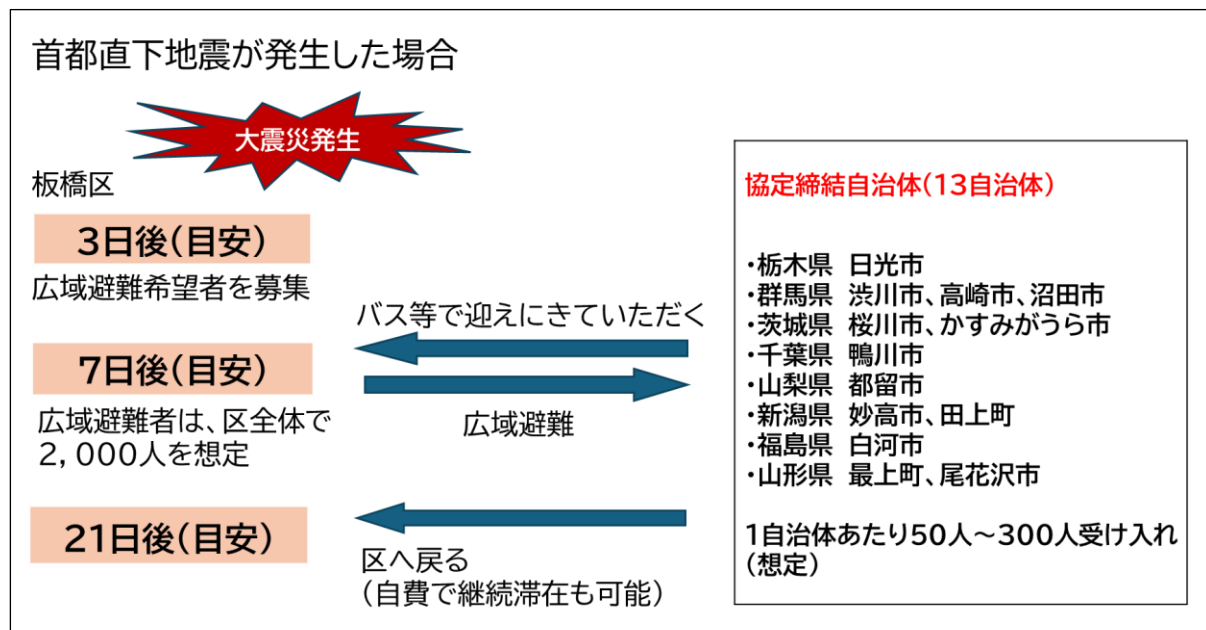 首都直下地震が発生した場合
大震災発生
板橋区
3日後(目安)
広域避難希望者を募集
7日後(目安)
広域避難者は、区全体で
2,000人を想定
21日後(目安)
バス等で迎えにきていただく
広域避難
区へ戻る
(自費で継続滞在も可能)
協定締結自治体(13自治体)
・栃木県 日光市
・群馬県 渋川市、高崎市、沼田市
・茨城県 桜川市、かすみがうら市
・千葉県 鴨川市
・山梨県 都留市
・新潟県 妙高市、田上町
・福島県 白河市
・山形県 最上町、尾花沢市
1自治体あたり50人～300人受け入れ
(想定)